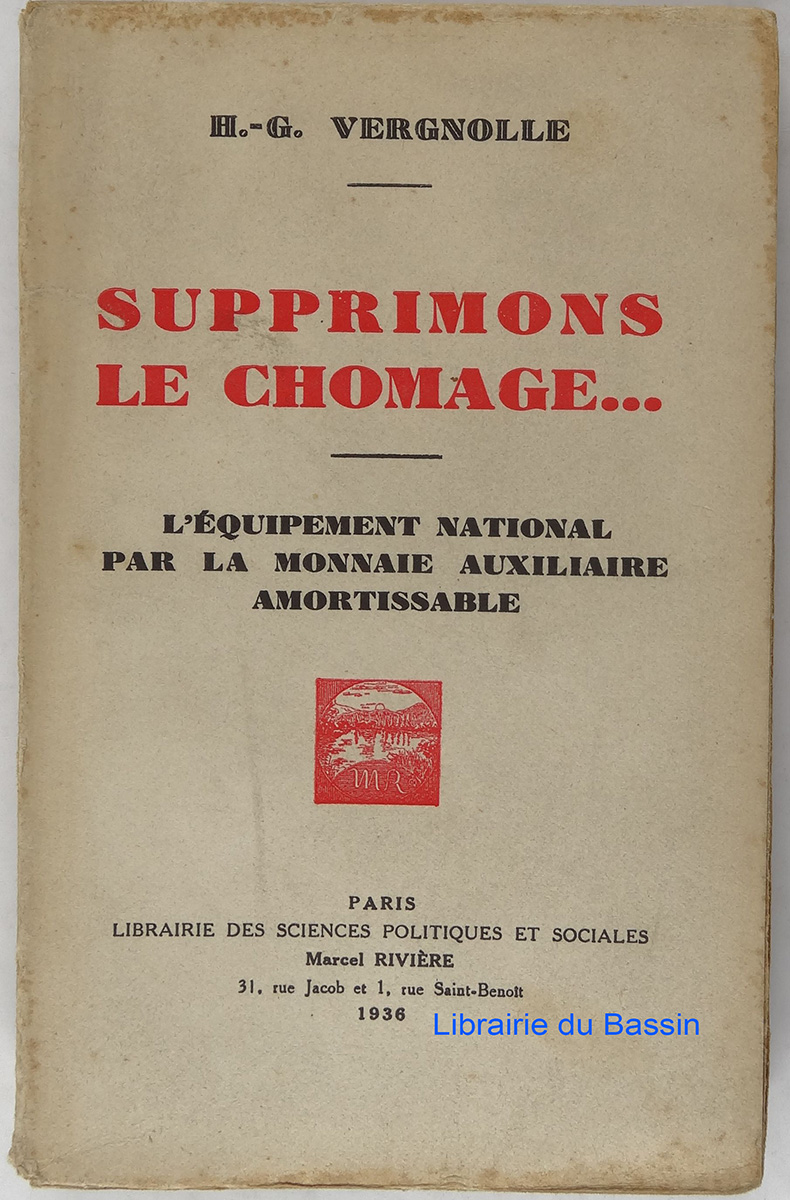 H.-G. VERGNOLLE
SUPPRIMONS
LE CHOMAGE...
L'ÉQUIPEMENT NATIONAL
PAR LA MONNAIE AUXILIAIRE
AMORTISSABLE
MR
PARIS
LIBRAIRIE DES SCIENCES POLITIQUES ET SOCIALES
Marcel RIVIÈRE
31, rue Jacob et 1, rue Saint-Benoît
1936
Librairie du Bassin